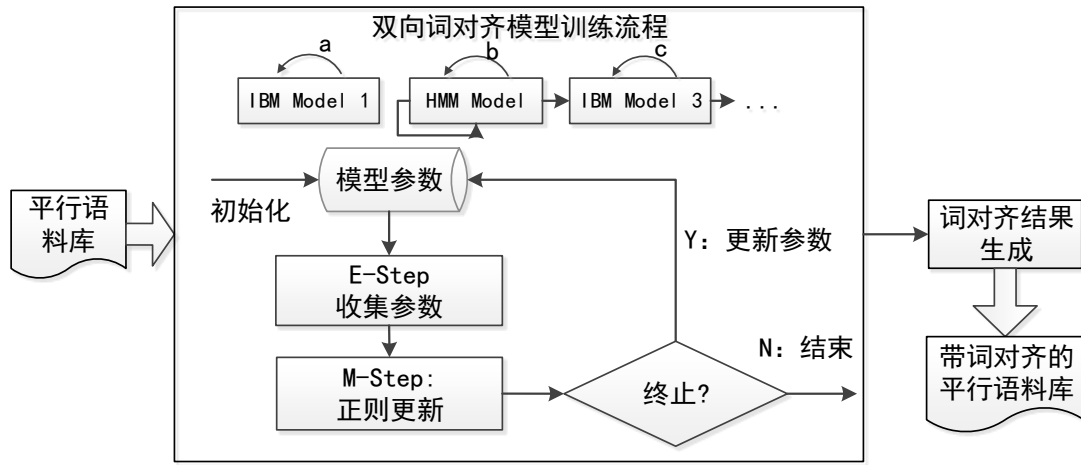 双向词对齐模型训练流程
a
b
c
IBM Model 1
HMM Model
IBM Model 3
...
模型参数
初始化
平行语
料库
Y: 更新参数
词对齐结果
生成
E-Step
收集参数
N: 结束
M-Step:
正则更新
终止?
带词对齐的
平行语料库